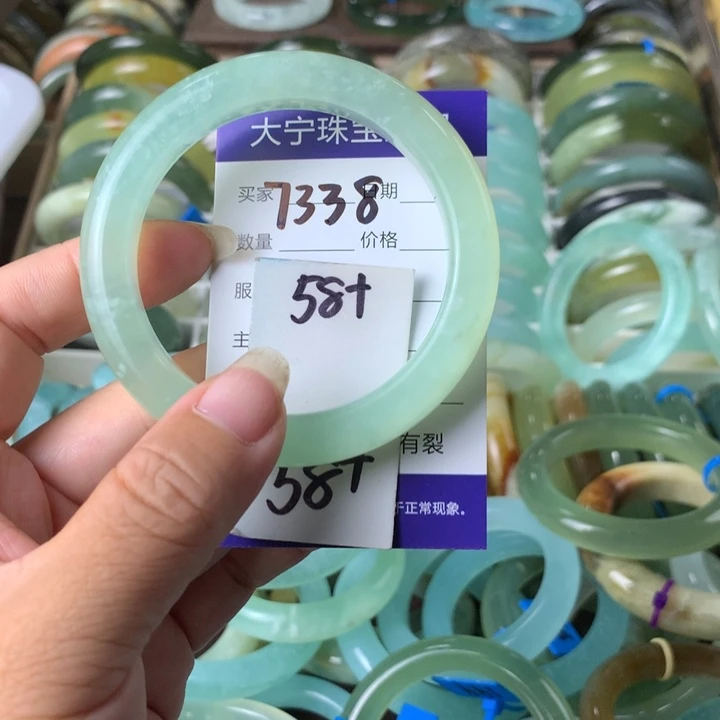 大宁珠宝
买家 7338 日期
数量 价格
服
58+
主
有裂
58+
于正常现象。